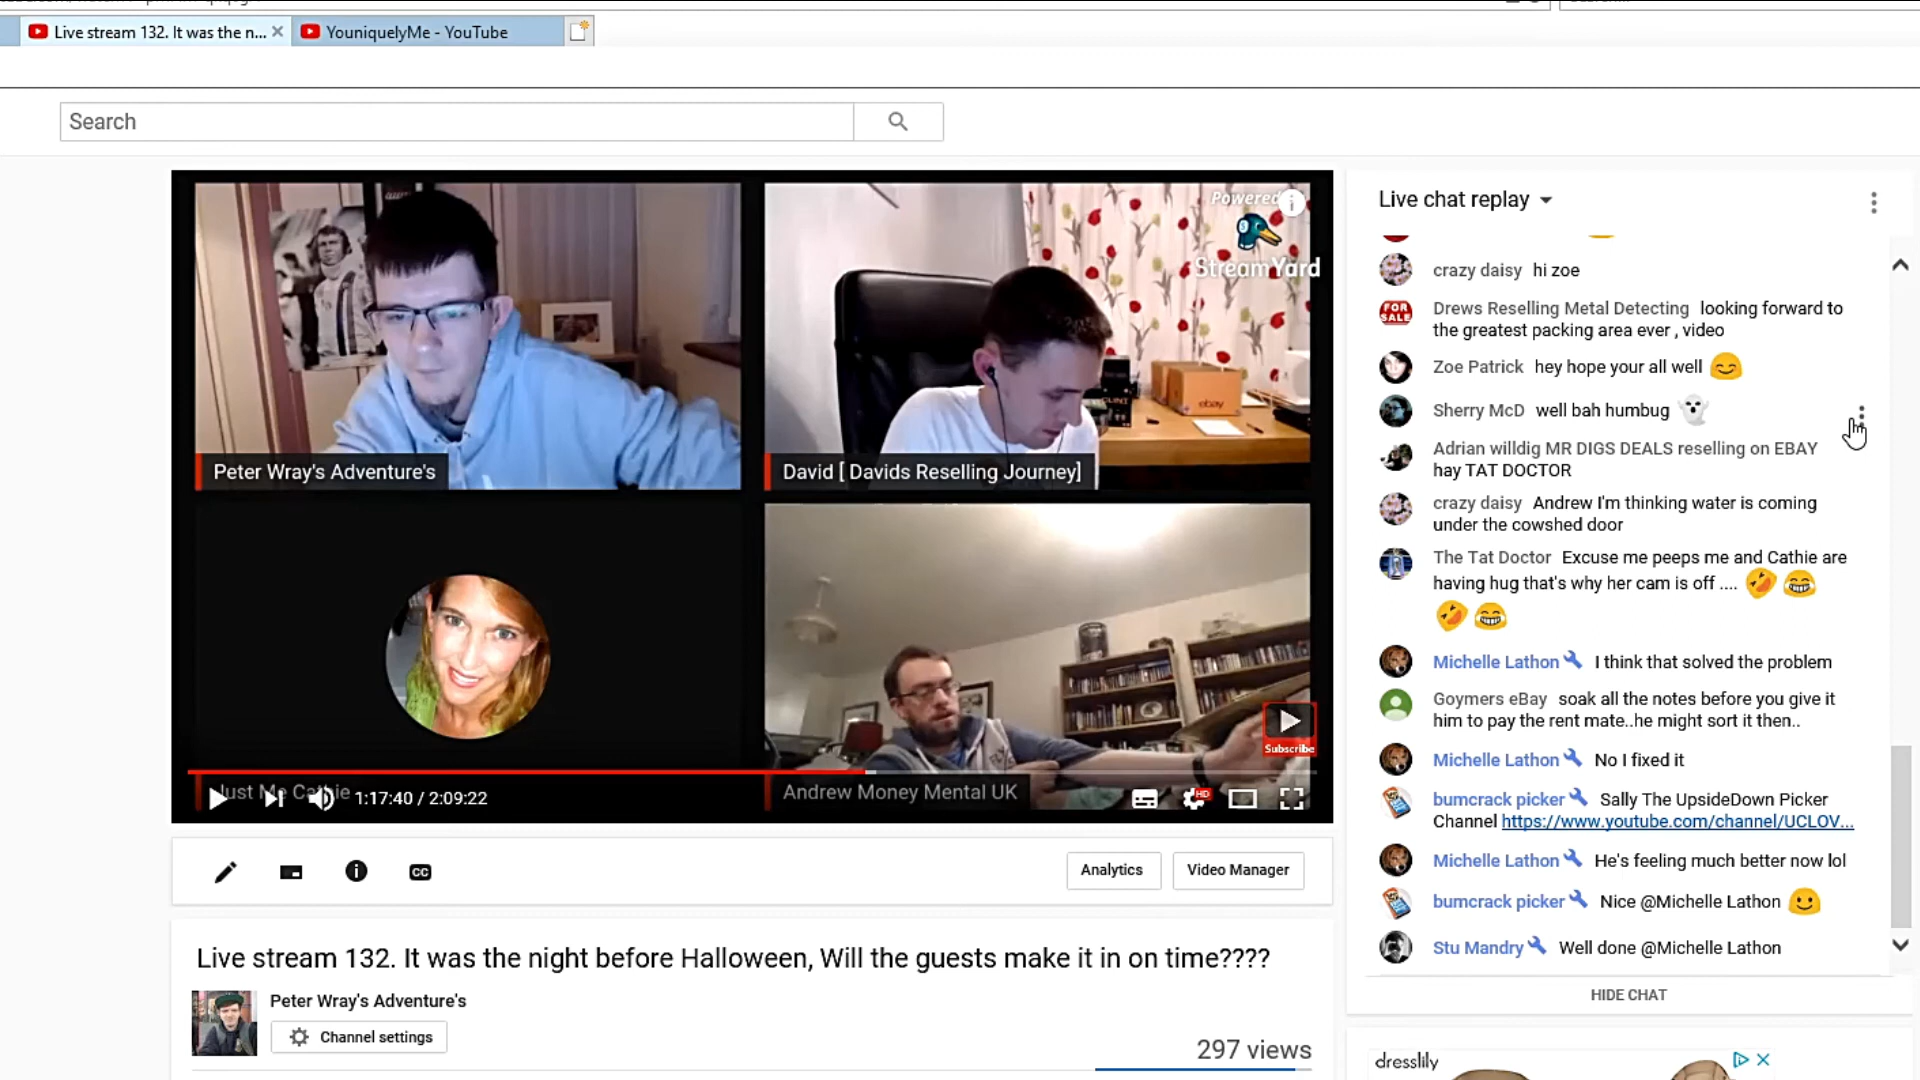 Live stream 132. It was the n...
YouniquelyMe - YouTube
Search
Powered
StreamYard
Peter Wray's Adventure's
David [ Davids Reselling Journey]
ebay
Subscribe
Just Me Cathie
1:17:40 / 2:09:22
Andrew Money Mental UK
HD
CC
Analytics
Video Manager
Live stream 132. It was the night before Halloween, Will the guests make it in on time????
Peter Wray's Adventure's
Channel settings
297 views
Live chat replay
crazy daisy hi zoe
FOR
SALE
Drews Reselling Metal Detecting looking forward to
the greatest packing area ever , video
Zoe Patrick hey hope your all well 😊
Sherry McD well bah humbug 👻
Adrian willdig MR DIGS DEALS reselling on EBAY
hay TAT DOCTOR
crazy daisy Andrew I'm thinking water is coming
under the cowshed door
The Tat Doctor Excuse me peeps me and Cathie are
having hug that's why her cam is off .... 🤣 😂
🤣 😂
Michelle Lathon I think that solved the problem
Goymers eBay soak all the notes before you give it
him to pay the rent mate..he might sort it then..
Michelle Lathon No I fixed it
bumcrack picker Sally The UpsideDown Picker
Channel https://www.youtube.com/channel/UCLOV...
Michelle Lathon He's feeling much better now lol
bumcrack picker Nice @Michelle Lathon 🙂
Stu Mandry Well done @Michelle Lathon
HIDE CHAT
dresslily